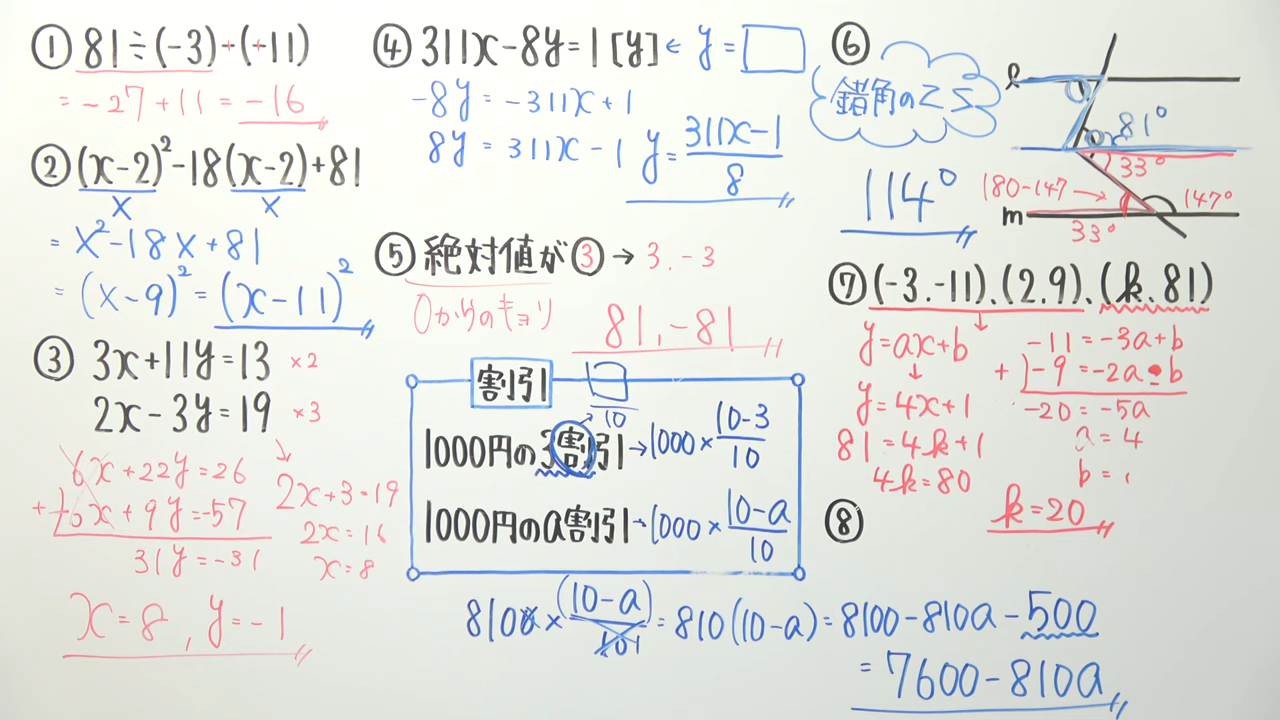 ① 81÷(-3)-(+11)
= -27+11 = -16
② (x-2)²-18(x-2)+81
X X
= X²-18X+81
= (X-9)² = (x-11)²
③ 3x+11y=13 ×2
2x-3y=19 ×3
6x+22y=26
+) -6x+9y=-57
31y=-31
2x+3=19
2x=16
x=8
x=8, y=-1
④ 311x-8y=1 [y] ← y=□
-8y=-311x+1
8y=311x-1
y=311x-1/8
⑤ 絶対値が③→3.-3
0からのキョリ
81,-81
割引 □/10
1000円の3割引→1000×10-3/10
1000円のa割引→1000×10-a/10
⑥
錯角のZ S
l
81°
33°
180-147→
147°
m
33°
114°
⑦ (-3.-11).(2.9).(k.81)
y=ax+b
↓
y=4x+1
81=4k+1
4k=80
-11=-3a+b
+) -9=-2a•b
-20=-5a
a=4
b=
k=20
⑧
8100×(10-a)/10=810(10-a)=8100-810a-500
=7600-810a